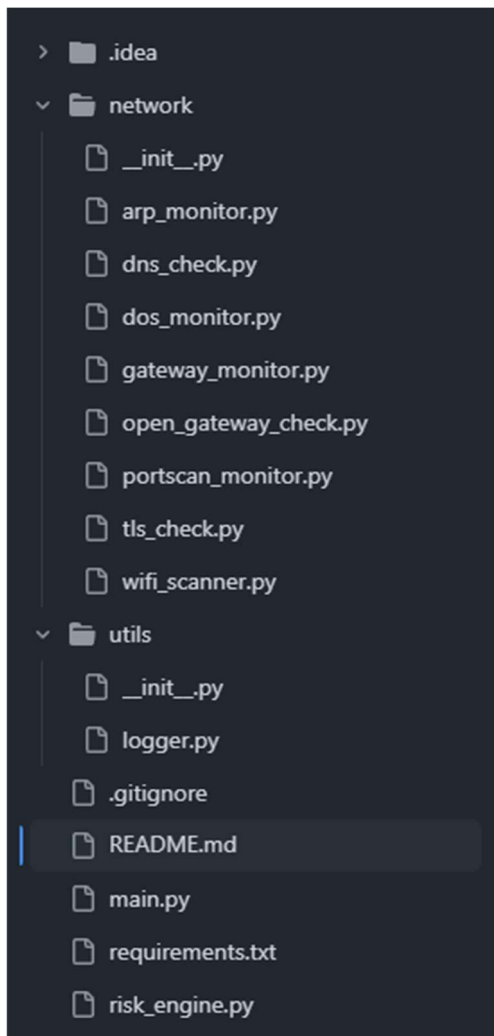 .idea
network
__init__.py
arp_monitor.py
dns_check.py
dos_monitor.py
gateway_monitor.py
open_gateway_check.py
portscan_monitor.py
tls_check.py
wifi_scanner.py
utils
__init__.py
logger.py
.gitignore
README.md
main.py
requirements.txt
risk_engine.py